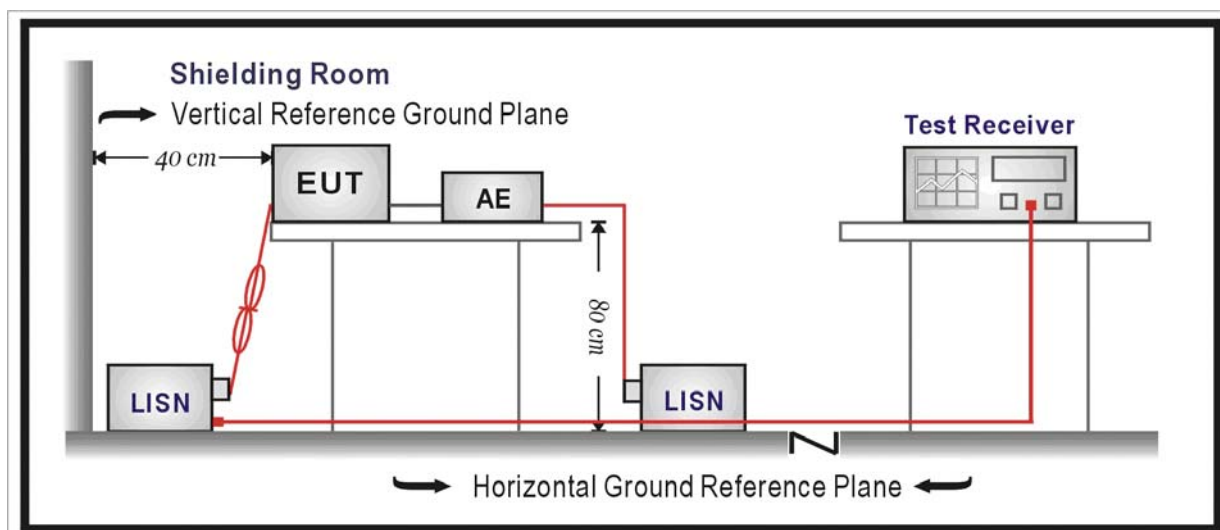 Shielding Room
Vertical Reference Ground Plane
40 cm
EUT
AE
Test Receiver
80 cm
LISN
LISN
Horizontal Ground Reference Plane